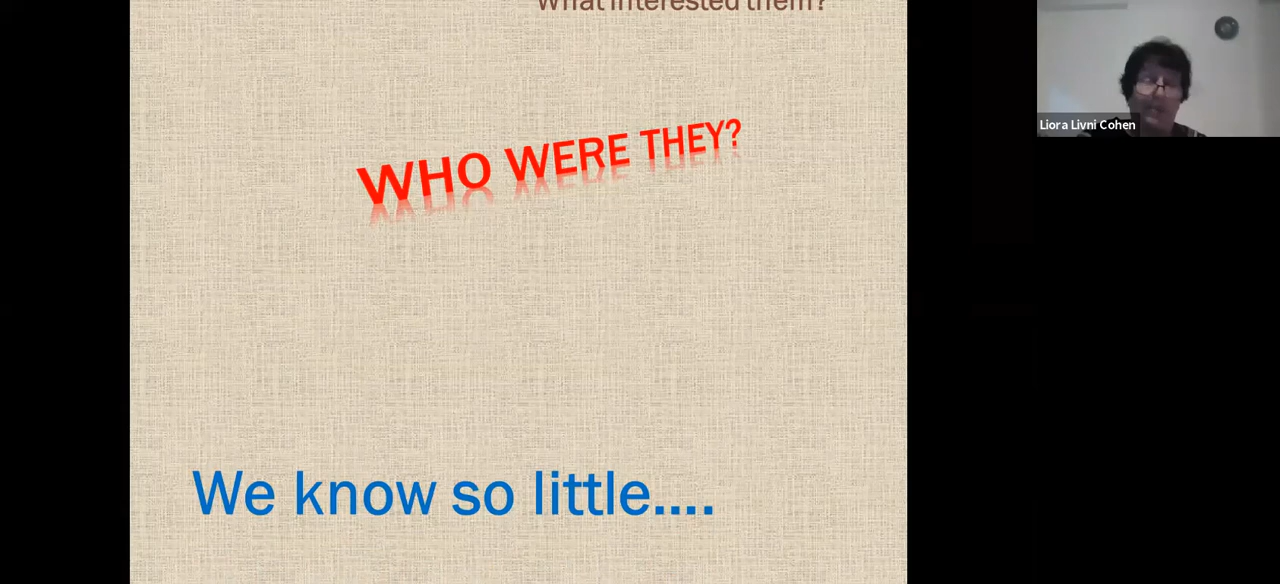 What interested them?
WHO WERE THEY?
We know so little....
Liora Livni Cohen